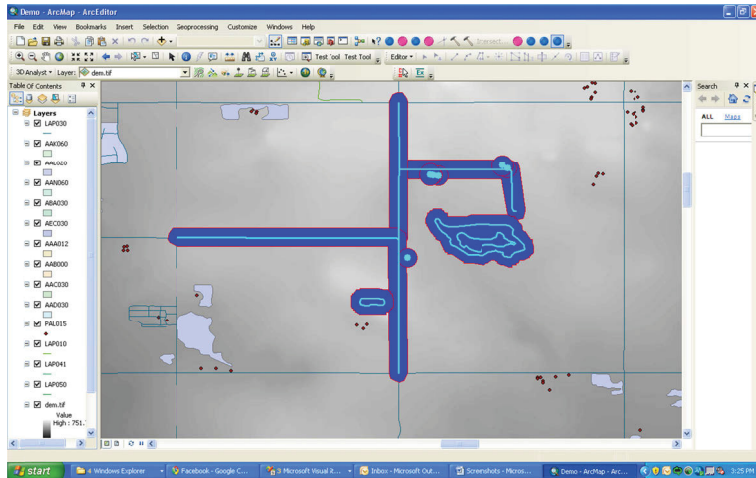 Demo - ArcMap - ArcEditor
File Edit View Bookmarks Insert Selection Geoprocessing Customize Windows Help
Intersect...
Test Tool Test Tool Editor
3D Analyst Layer: dem.tif
Table Of Contents
Search
Layers
ALL Maps
LAP030
AAK060
AAN060
ABA030
AEC030
AAA012
AAB000
AAC030
AAD030
PAL015
LAP010
LAP041
LAP050
dem.tif
Value
High : 751.
start
4 Windows Explorer
Facebook - Google C...
3 Microsoft Visual it...
Inbox - Microsoft Out...
Screenshots - Micros...
Demo - ArcMap - Arc...
3:25 PM